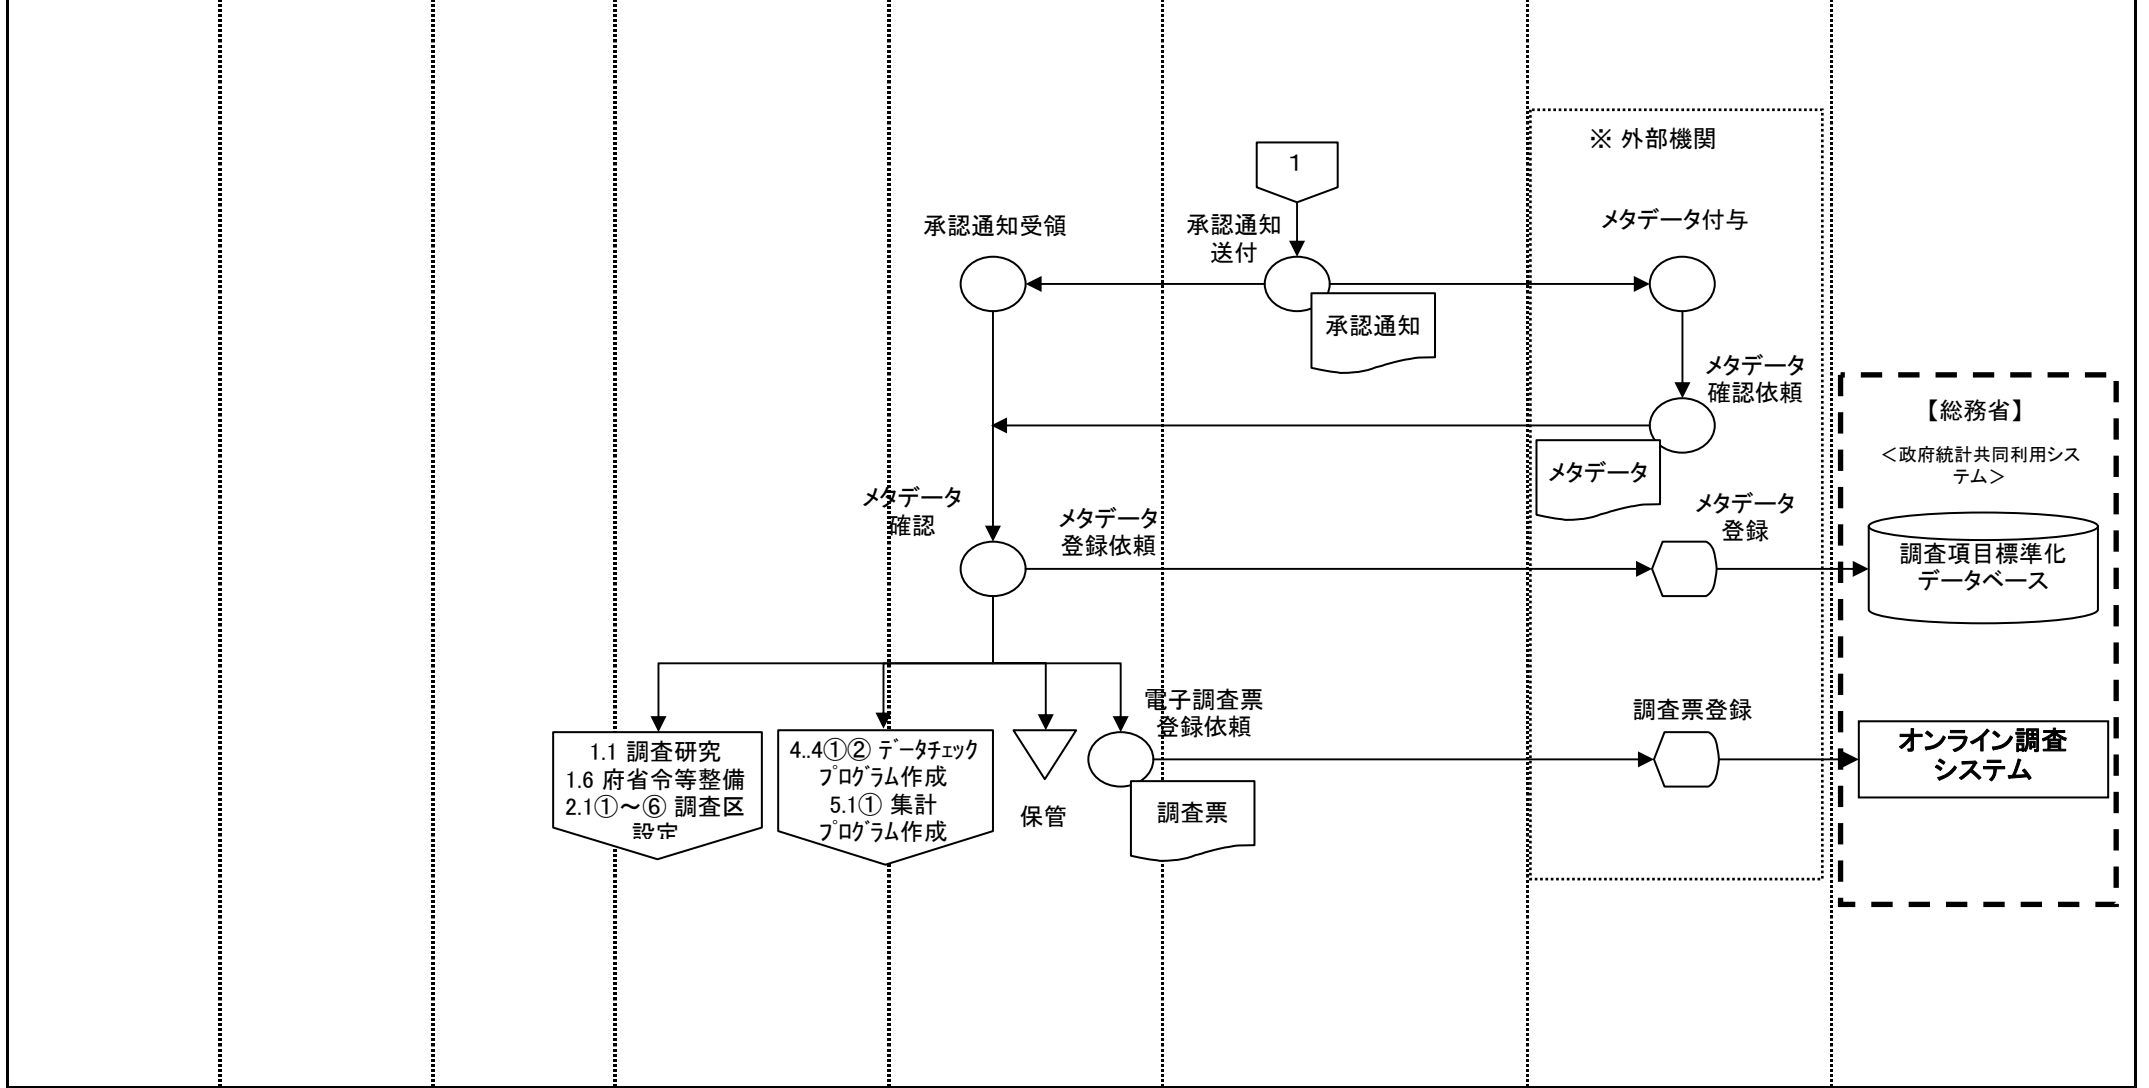 ※ 外部機関
1
承認通知受領
承認通知
送付
メタデータ付与
承認通知
メタデータ
確認依頼
【総務省】
＜政府統計共同利用シス
テム＞
メタデータ
メタデータ
確認
メタデータ
登録依頼
メタデータ
登録
調査項目標準化
データベース
電子調査票
登録依頼
調査票登録
1.1 調査研究
1.6 府省令等整備
2.1①～⑥ 調査区
設定
4..4①② ﾃﾞｰﾀﾁｪｯｸ
ﾌﾟﾛｸﾞﾗﾑ作成
5.1① 集計
ﾌﾟﾛｸﾞﾗﾑ作成
保管
調査票
オンライン調査
システム